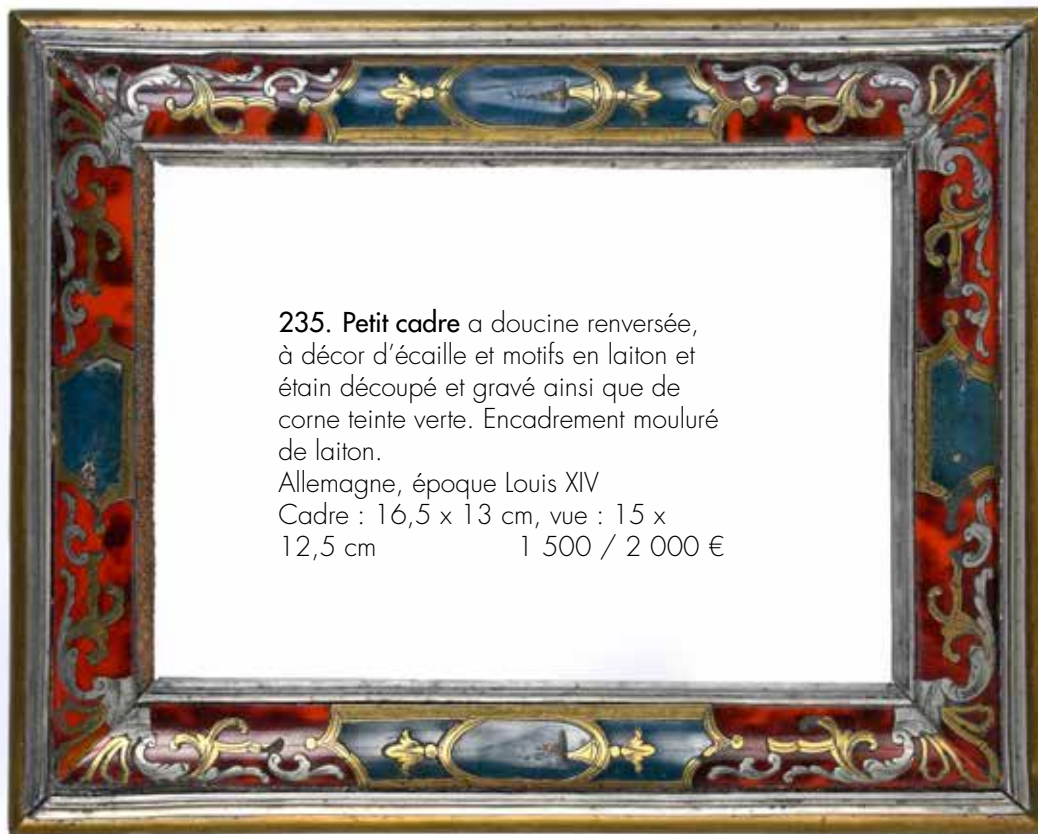 235. Petit cadre a doucine renversée,
à décor d’écaille et motifs en laiton et
étain découpé et gravé ainsi que de
corne teinte verte. Encadrement mouluré
de laiton.
Allemagne, époque Louis XIV
Cadre : 16,5 x 13 cm, vue : 15 x
12,5 cm 1 500 / 2 000 €